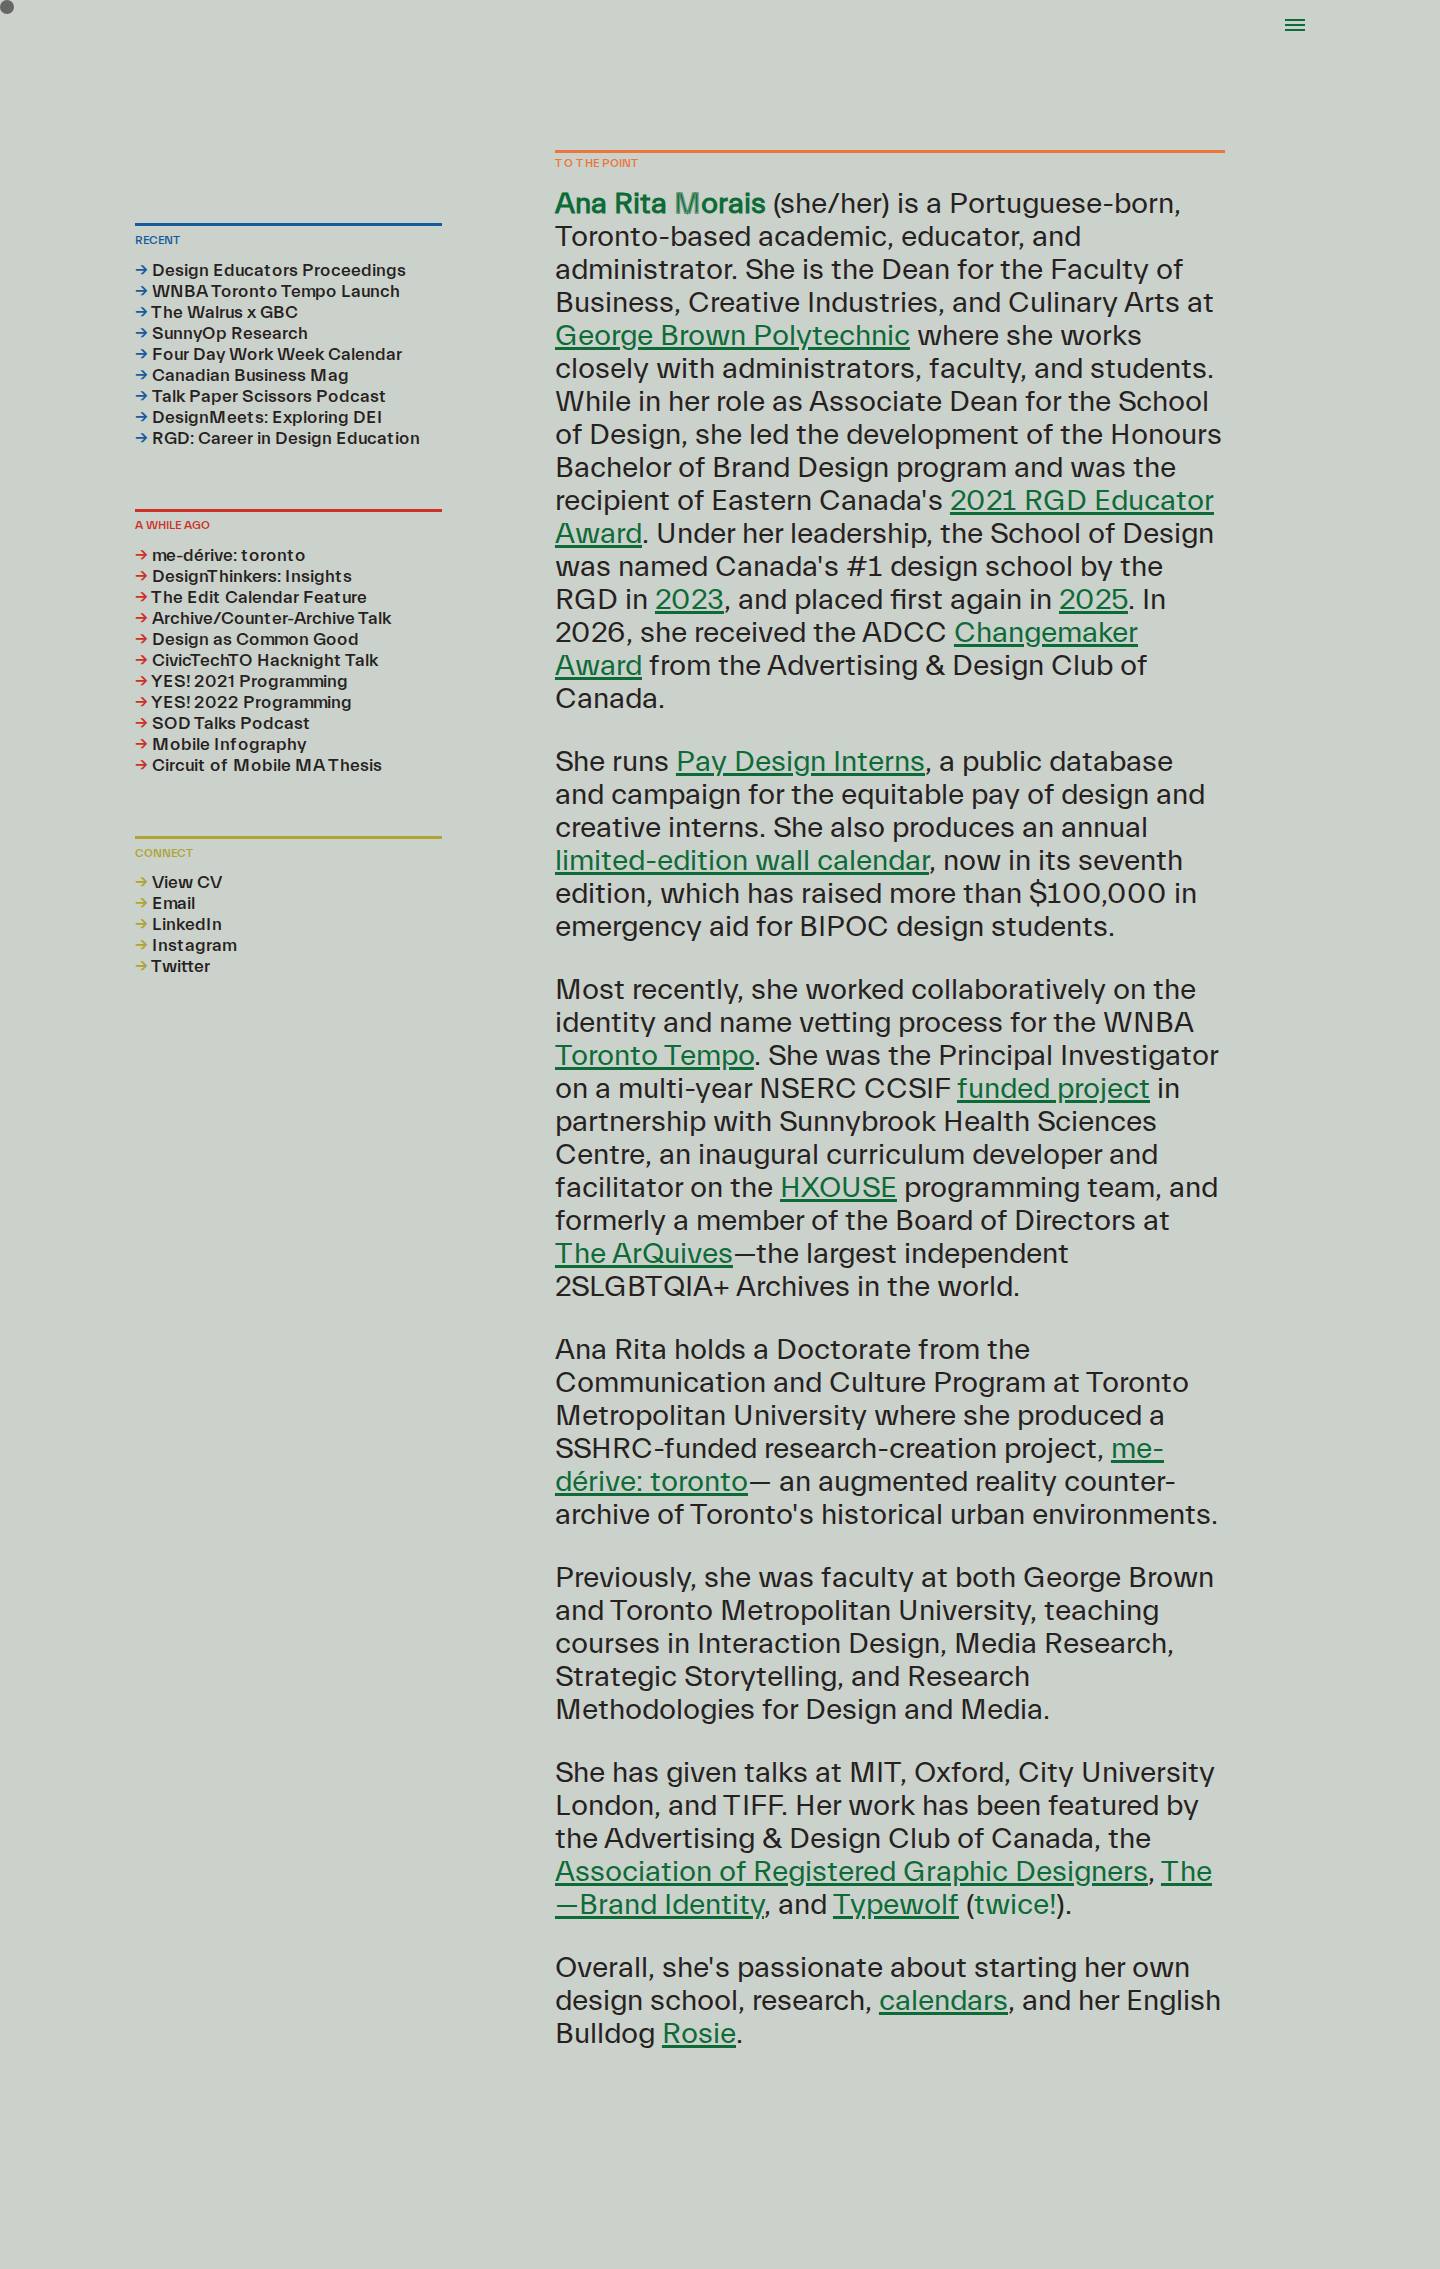 RECENT
→ Design Educators Proceedings
→ WNBA Toronto Tempo Launch
→ The Walrus x GBC
→ SunnyOp Research
→ Four Day Work Week Calendar
→ Canadian Business Mag
→ Talk Paper Scissors Podcast
→ DesignMeets: Exploring DEI
→ RGD: Career in Design Education
A WHILE AGO
→ me-dérive: toronto
→ DesignThinkers: Insights
→ The Edit Calendar Feature
→ Archive/Counter-Archive Talk
→ Design as Common Good
→ CivicTechTO Hacknight Talk
→ YES! 2021 Programming
→ YES! 2022 Programming
→ SOD Talks Podcast
→ Mobile Infography
→ Circuit of Mobile MA Thesis
CONNECT
→ View CV
→ Email
→ LinkedIn
→ Instagram
→ Twitter
TO THE POINT
Ana Rita Morais (she/her) is a Portuguese-born,
Toronto-based academic, educator, and
administrator. She is the Dean for the Faculty of
Business, Creative Industries, and Culinary Arts at
George Brown Polytechnic where she works
closely with administrators, faculty, and students.
While in her role as Associate Dean for the School
of Design, she led the development of the Honours
Bachelor of Brand Design program and was the
recipient of Eastern Canada's 2021 RGD Educator
Award. Under her leadership, the School of Design
was named Canada's #1 design school by the
RGD in 2023, and placed first again in 2025. In
2026, she received the ADCC Changemaker
Award from the Advertising & Design Club of
Canada.
She runs Pay Design Interns, a public database
and campaign for the equitable pay of design and
creative interns. She also produces an annual
limited-edition wall calendar, now in its seventh
edition, which has raised more than $100,000 in
emergency aid for BIPOC design students.
Most recently, she worked collaboratively on the
identity and name vetting process for the WNBA
Toronto Tempo. She was the Principal Investigator
on a multi-year NSERC CCSIF funded project in
partnership with Sunnybrook Health Sciences
Centre, an inaugural curriculum developer and
facilitator on the HXOUSE programming team, and
formerly a member of the Board of Directors at
The ArQuives—the largest independent
2SLGBTQIA+ Archives in the world.
Ana Rita holds a Doctorate from the
Communication and Culture Program at Toronto
Metropolitan University where she produced a
SSHRC-funded research-creation project, me-
dérive: toronto— an augmented reality counter-
archive of Toronto's historical urban environments.
Previously, she was faculty at both George Brown
and Toronto Metropolitan University, teaching
courses in Interaction Design, Media Research,
Strategic Storytelling, and Research
Methodologies for Design and Media.
She has given talks at MIT, Oxford, City University
London, and TIFF. Her work has been featured by
the Advertising & Design Club of Canada, the
Association of Registered Graphic Designers, The
—Brand Identity, and Typewolf (twice!).
Overall, she's passionate about starting her own
design school, research, calendars, and her English
Bulldog Rosie.